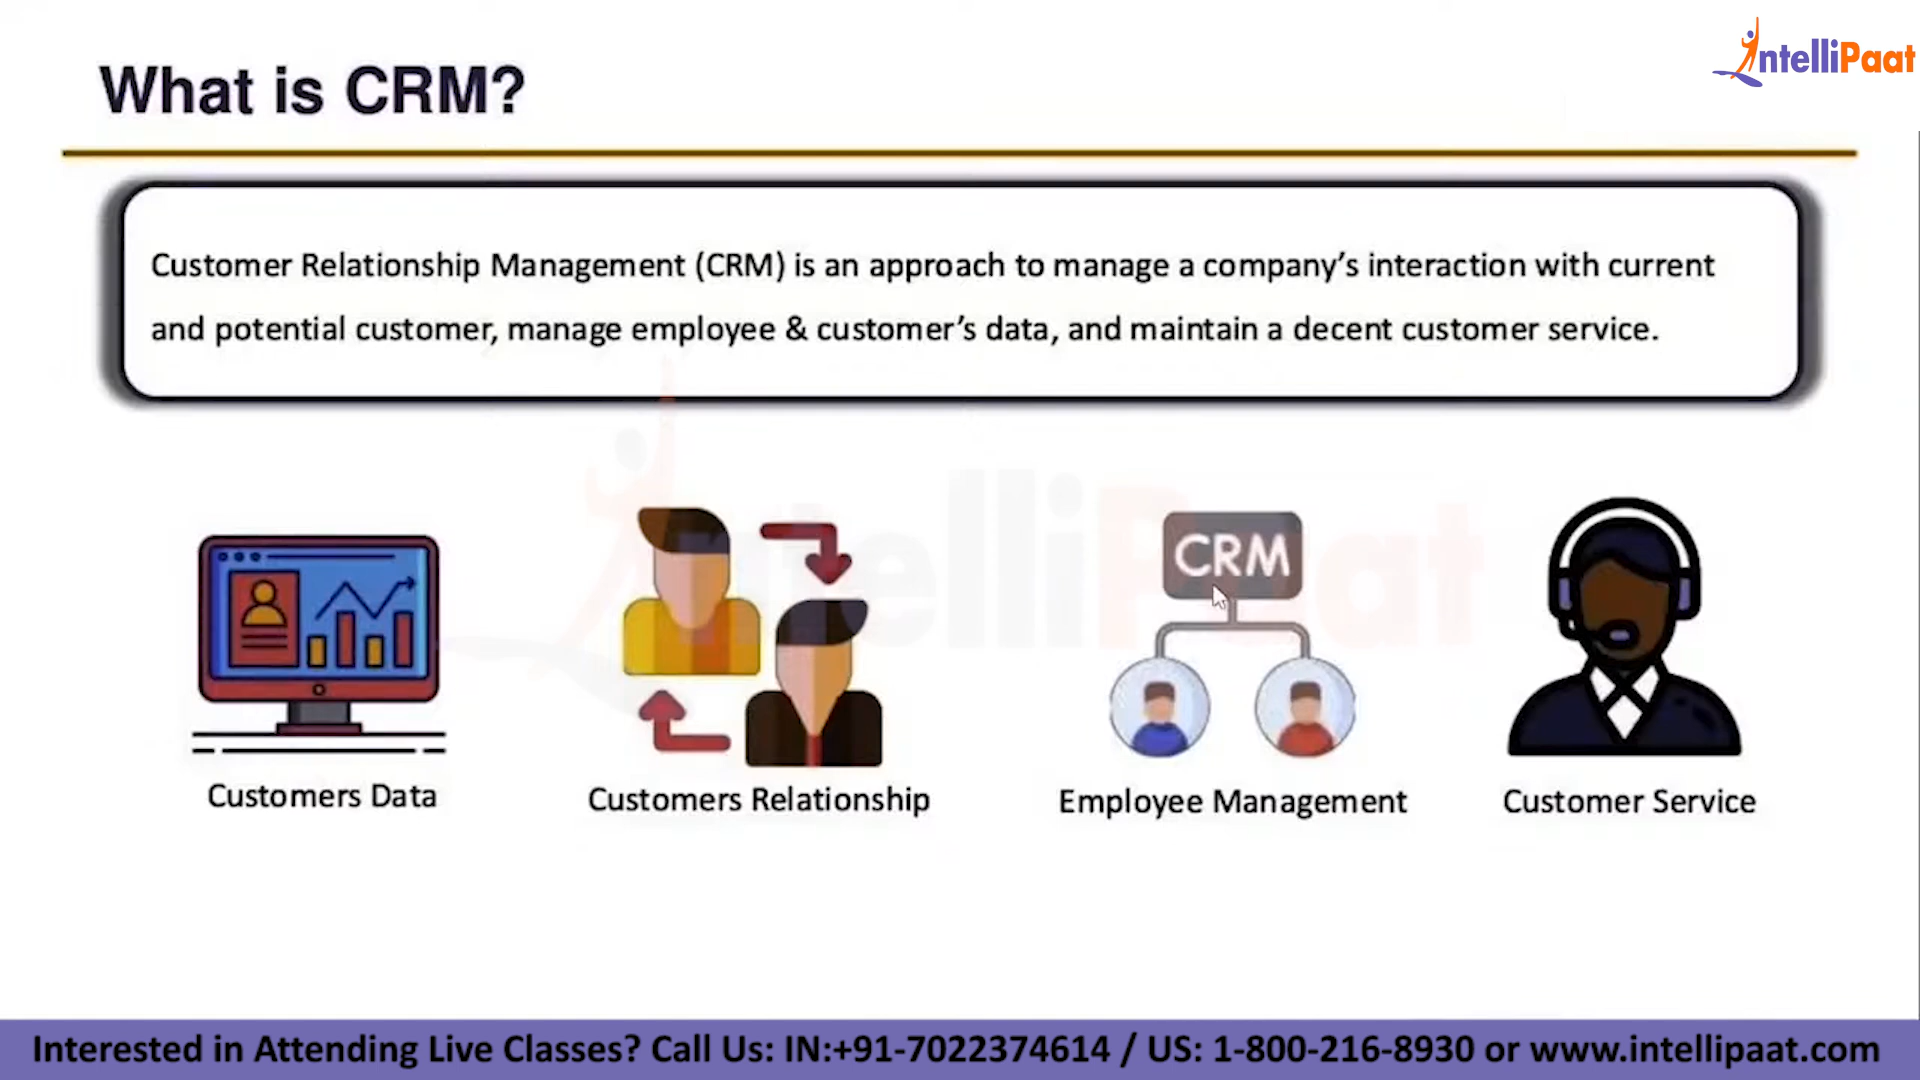 What is CRM?
IntelliPaat
Customer Relationship Management (CRM) is an approach to manage a company's interaction with current
and potential customer, manage employee & customer's data, and maintain a decent customer service.
IntelliPaat
CRM
Customers Data
Customers Relationship
Employee Management
Customer Service
Interested in Attending Live Classes? Call Us: IN:+91-7022374614 / US: 1-800-216-8930 or www.intellipaat.com